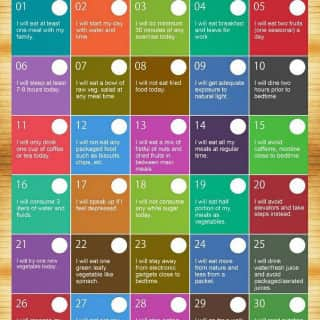 01
I will eat at least
one meal with my
family.
02
I will start my day
with water and
time.
03
I will do minimum
30 minutes of any
exercise today.
04
I will eat breakfast
and leave for
work
05
I will eat two fruits
(one seasonal) a
day.
06
I will sleep at least
7-8 hours today.
07
I will eat a bowl of
raw veg. salad at
any meal time
08
I will not eat fried
food today.
09
I will get adequate
exposure to
natural light.
10
I will dine two
hours prior to
bedtime
11
I will only drink
one cup of coffee
or tea today.
12
I will not eat any
packaged food
such as biscuits,
chips, etc.
13
I will eat a mix of
fistful of nuts and
dried fruits in
between main
meals
14
I will eat all my
meals at regular
time.
15
I will avoid
caffeine, nicotine
close to bedtime.
16
I will consume 3
liters of water and
fluids.
17
I will speak up if I
feel depressed
18
I will not consume
any white sugar
today.
19
I will eat half
portion of my
meals as
vegetables.
20
I will avoid
elevators and take
steps instead.
21
I will try one new
vegetables today.
22
I will eat one
green leafy
vegetable like
spinach.
23
I will stay away
from electronic
gadgets close to
bedtime.
24
I will eat more
from nature and
less from a
packet.
25
I will drink
water/fresh juice
and avoid
packaged/aerated
juices.
26
27
28
29
30